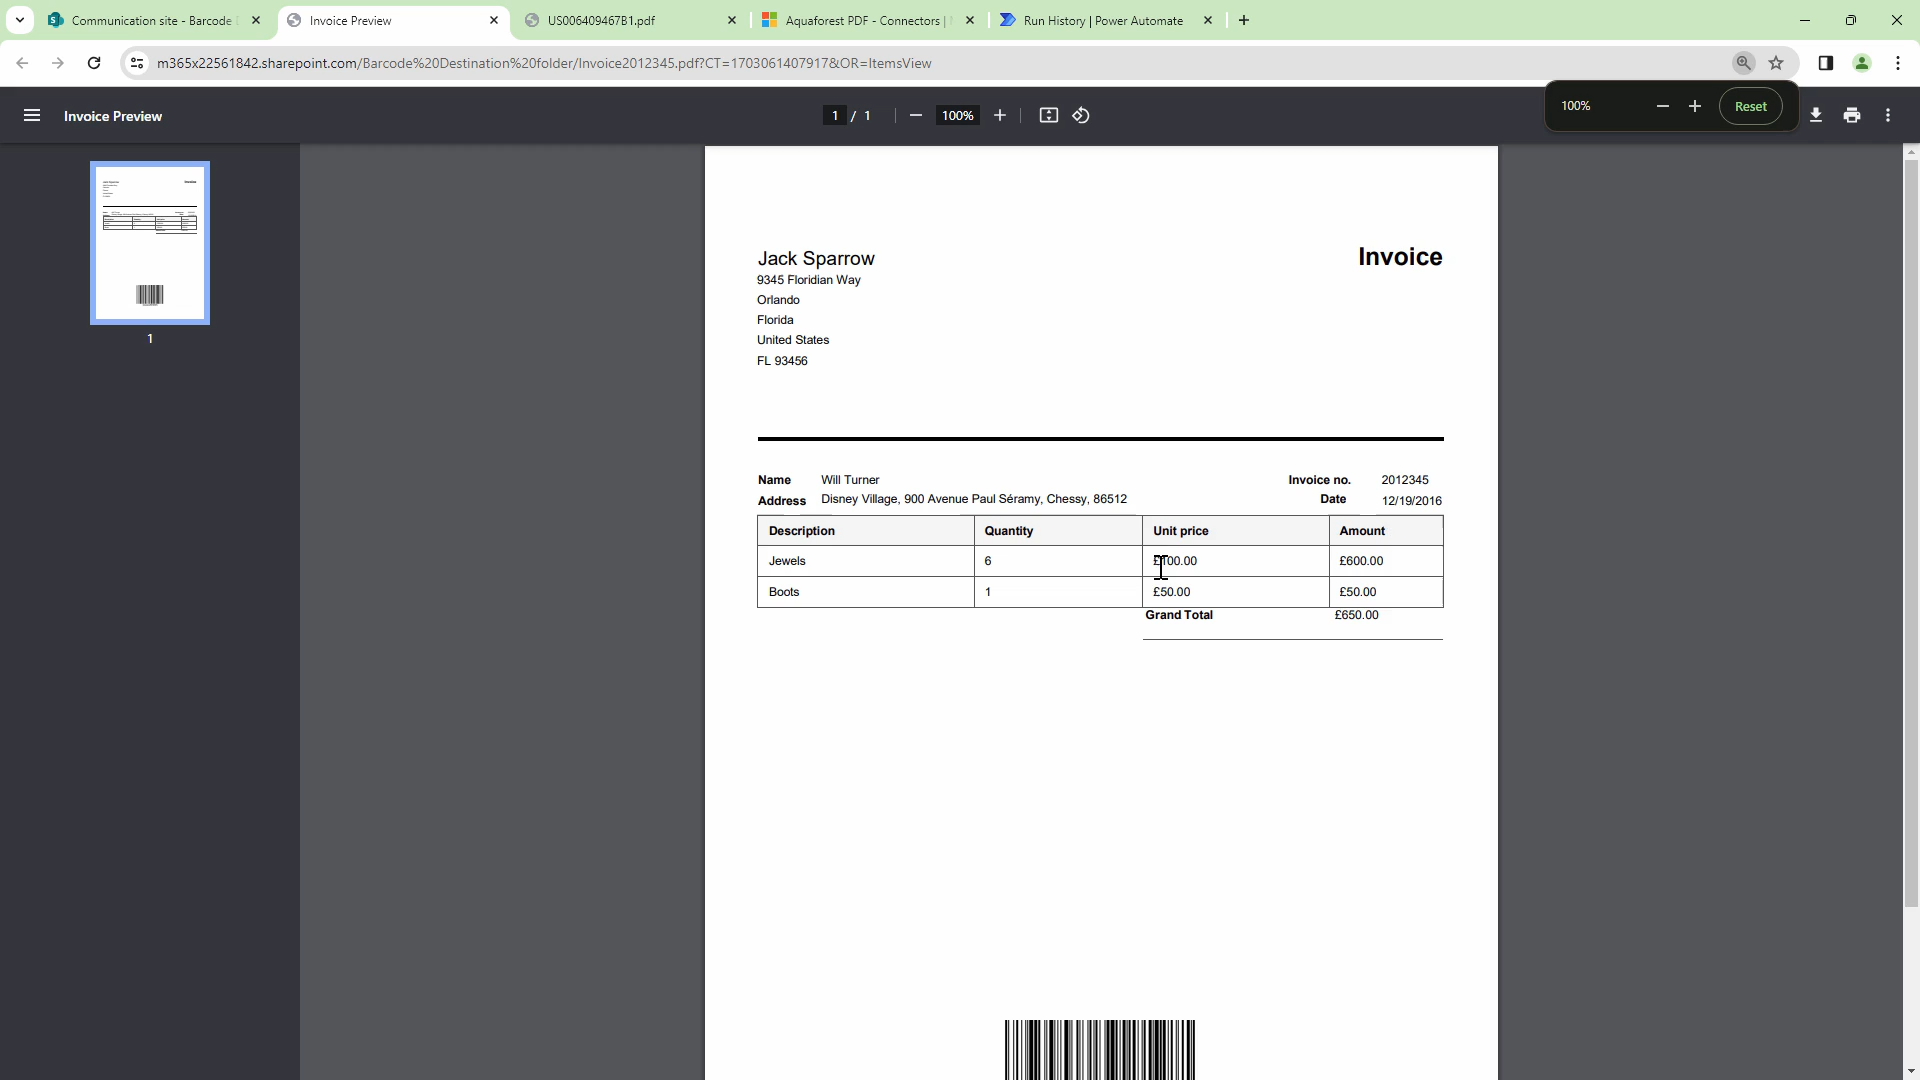 Communication site - Barcode
Invoice Preview
US006409467B1.pdf
Aquaforest PDF - Connectors |
Run History | Power Automate
m365x22561842.sharepoint.com/Barcode%20Destination%20folder/Invoice2012345.pdf?CT=1703061407917&OR=ItemsView
Invoice Preview
1 / 1
100%
100%
Reset
1
Jack Sparrow
Invoice
9345 Floridian Way
Orlando
Florida
United States
FL 93456
Name Will Turner Invoice no. 2012345
Address Disney Village, 900 Avenue Paul Séramy, Chessy, 86512 Date 12/19/2016
Description Quantity Unit price Amount
Jewels 6 £100.00 £600.00
Boots 1 £50.00 £50.00
Grand Total £650.00